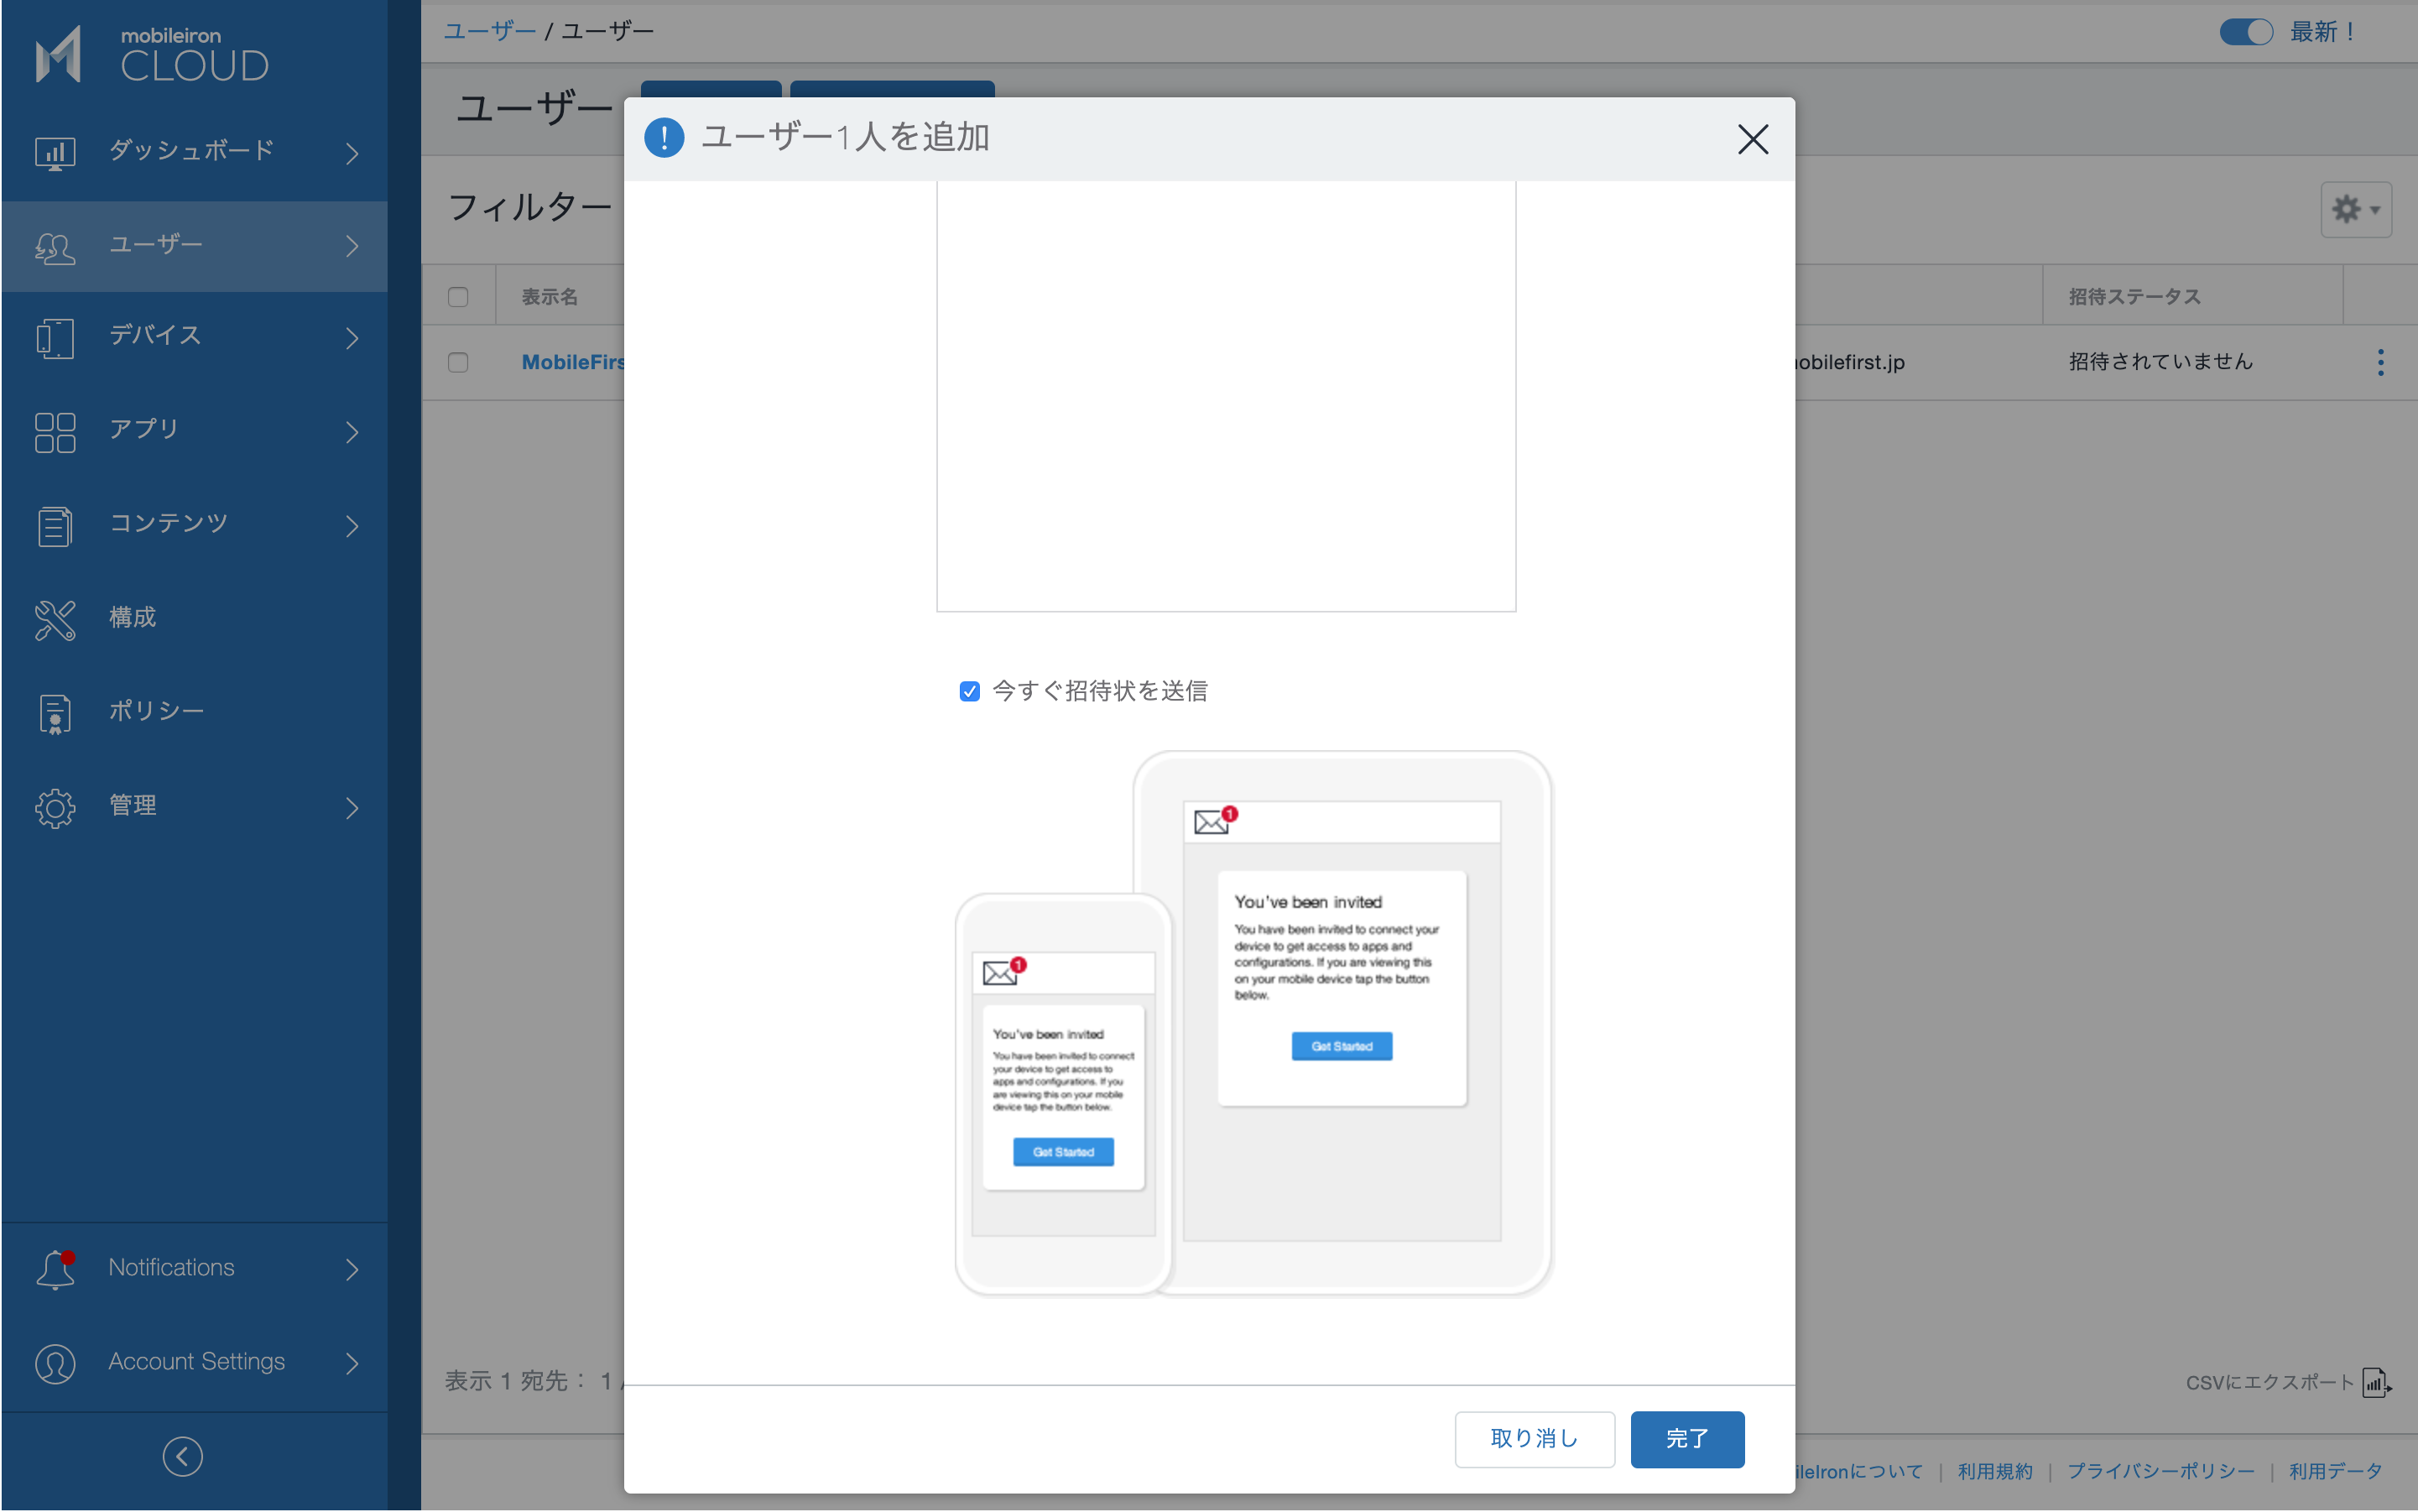 mobileiron
CLOUD
ダッシュボード
ユーザー
デバイス
アプリ
コンテンツ
構成
ポリシー
管理
Notifications
Account Settings
ユーザー / ユーザー
最新！
ユーザー
フィルター
表示名
招待ステータス
MobileFirs
mobilefirst.jp
招待されていません
! ユーザー1人を追加
今すぐ招待状を送信
1
You've been invited
You have been invited to connect your
device to get access to apps and
configurations. If you are viewing this
on your mobile device tap the button
below.
Get Started
1
You've been invited
You have been invited to connect
your device to get access to
apps and configurations. If you
are viewing this on your mobile
device tap the button below.
Get Started
取り消し
完了
表示 1 宛先： 1
CSVにエクスポート
ileIronについて | 利用規約 | プライバシーポリシー | 利用データ